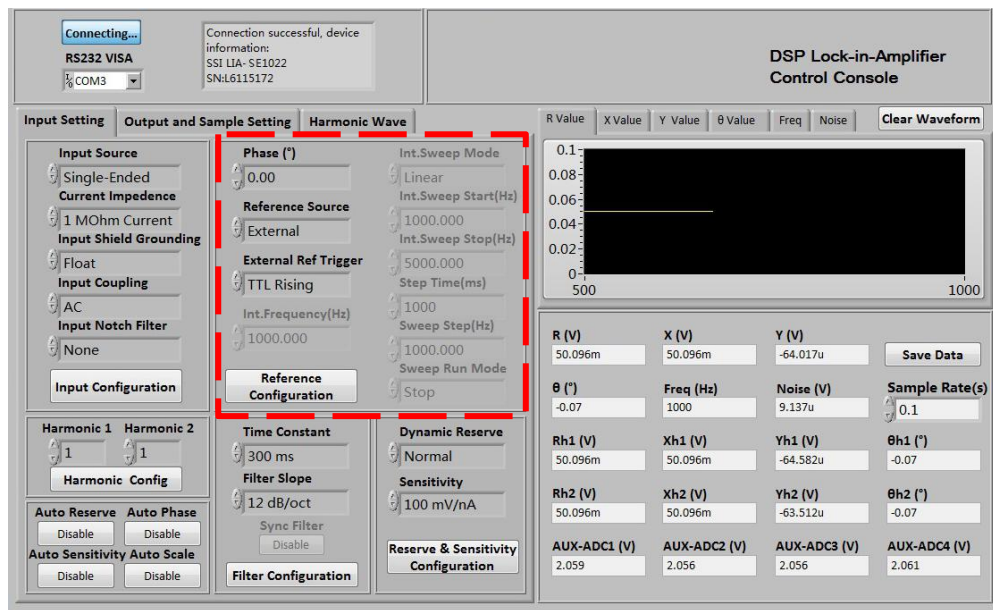 Connecting...
RS232 VISA
COM3
Connection successful, device
information:
SSI LIA- SE1022
SN:L6115172
DSP Lock-in-Amplifier
Control Console
Input Setting
Output and Sample Setting
Harmonic Wave
Input Source
Single-Ended
Current Impedence
1 MOhm Current
Input Shield Grounding
Float
Input Coupling
AC
Input Notch Filter
None
Input Configuration
Phase (°)
0.00
Reference Source
External
External Ref Trigger
TTL Rising
Int.Frequency(Hz)
1000.000
Reference
Configuration
Int.Sweep Mode
Linear
Int.Sweep Start(Hz)
1000.000
Int.Sweep Stop(Hz)
5000.000
Step Time(ms)
1000
Sweep Step(Hz)
1000.000
Sweep Run Mode
Stop
Harmonic 1 Harmonic 2
1 1
Harmonic Config
Auto Reserve Auto Phase
Disable Disable
Auto Sensitivity Auto Scale
Disable Disable
Time Constant
300 ms
Filter Slope
12 dB/oct
Sync Filter
Disable
Filter Configuration
Dynamic Reserve
Normal
Sensitivity
100 mV/nA
Reserve & Sensitivity
Configuration
R Value X Value Y Value θ Value Freq Noise Clear Waveform
0.1
0.08
0.06
0.04
0.02
0
500 1000
R (V) X (V) Y (V)
50.096m 50.096m -64.017u Save Data
θ (°) Freq (Hz) Noise (V) Sample Rate(s)
-0.07 1000 9.137u 0.1
Rh1 (V) Xh1 (V) Yh1 (V) θh1 (°)
50.096m 50.096m -64.582u -0.07
Rh2 (V) Xh2 (V) Yh2 (V) θh2 (°)
50.096m 50.096m -63.512u -0.07
AUX-ADC1 (V) AUX-ADC2 (V) AUX-ADC3 (V) AUX-ADC4 (V)
2.059 2.056 2.056 2.061